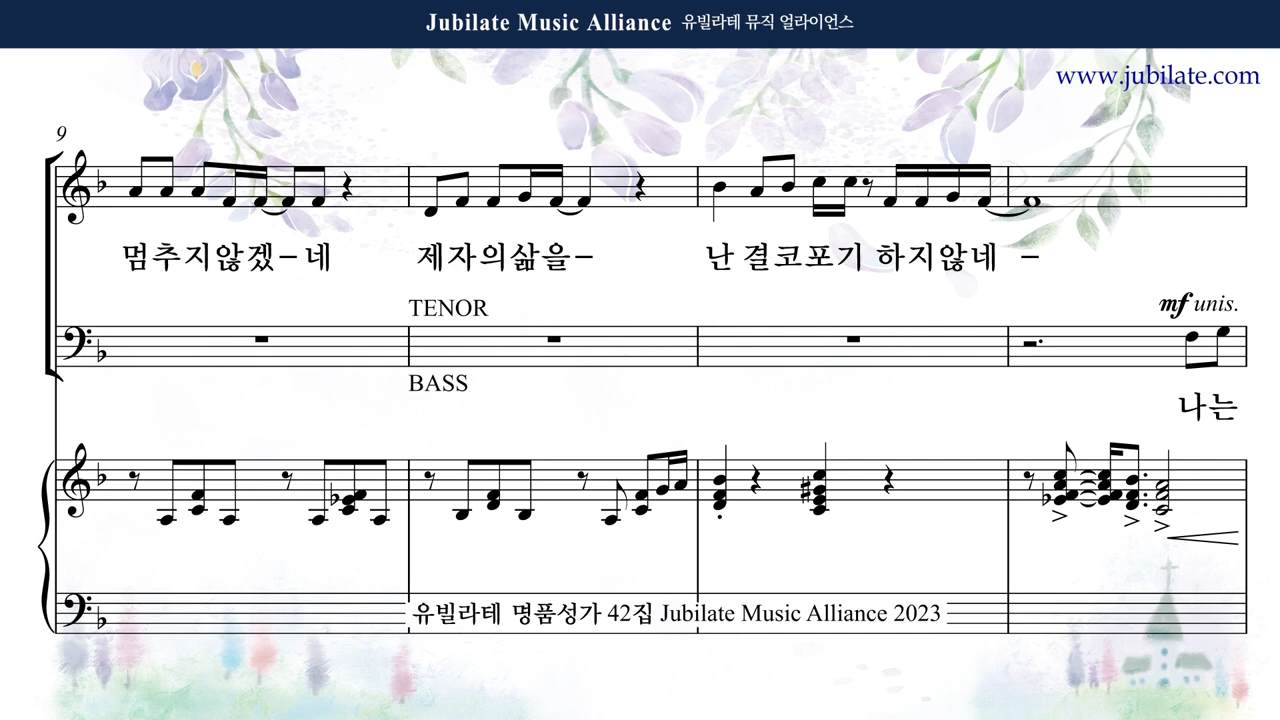 Jubilate Music Alliance 유빌라테 뮤직 얼라이언스
www.jubilate.com
9
멈추지않겠-네 제자의삶을- 난 결코포기 하지않네 -
TENOR
mf unis.
BASS
나는
유빌라테 명품성가 42집 Jubilate Music Alliance 2023